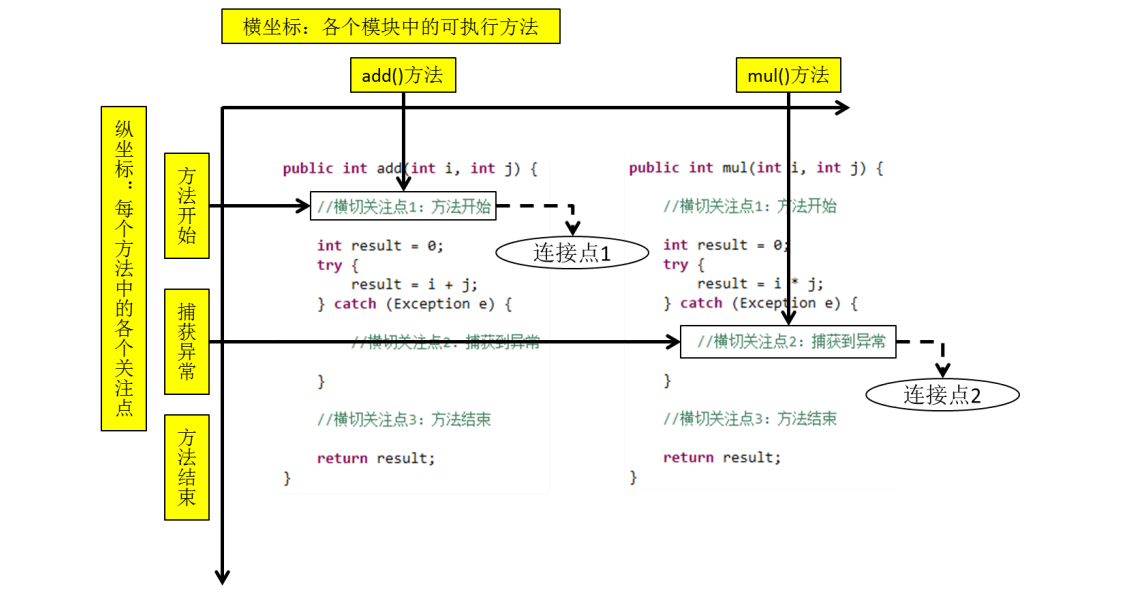 横坐标：各个模块中的可执行方法
add()方法
mul()方法
纵坐标：每个方法中的各个关注点
方法开始
捕获异常
方法结束
public int add(int i, int j) {
//横切关注点1：方法开始
int result = 0;
try {
result = i + j;
} catch (Exception e) {
//横切关注点2：捕获到异常
}
//横切关注点3：方法结束
return result;
}
连接点1
public int mul(int i, int j) {
//横切关注点1：方法开始
int result = 0;
try {
result = i * j;
} catch (Exception e) {
//横切关注点2：捕获到异常
}
//横切关注点3：方法结束
return result;
}
连接点2